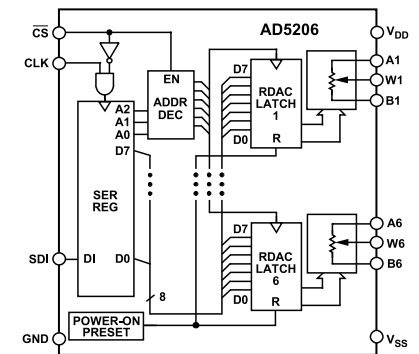 AD5206
CS
CLK
EN
ADDR
DEC
A2
A1
A0
D7
SER
REG
SDI
DI
D0
8
POWER-ON
PRESET
GND
D7
RDAC
LATCH
1
D0
R
VDD
A1
W1
B1
D7
RDAC
LATCH
6
D0
R
A6
W6
B6
VSS